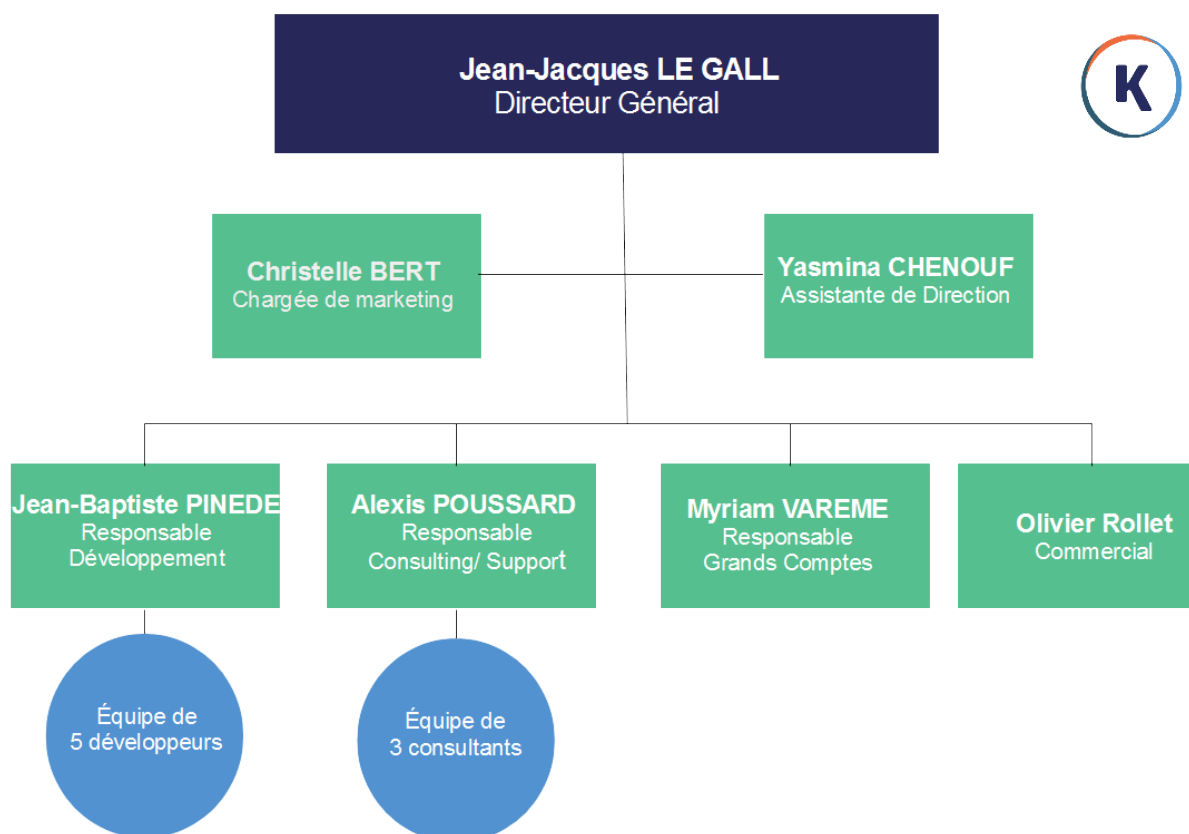 Jean-Jacques LE GALL
Directeur Général
K
Christelle BERT
Chargée de marketing
Yasmina CHENOUF
Assistante de Direction
Jean-Baptiste PINEDE
Responsable
Développement
Alexis POUSSARD
Responsable
Consulting/ Support
Myriam VAREME
Responsable
Grands Comptes
Olivier Rollet
Commercial
Équipe de
5 développeurs
Équipe de
3 consultants